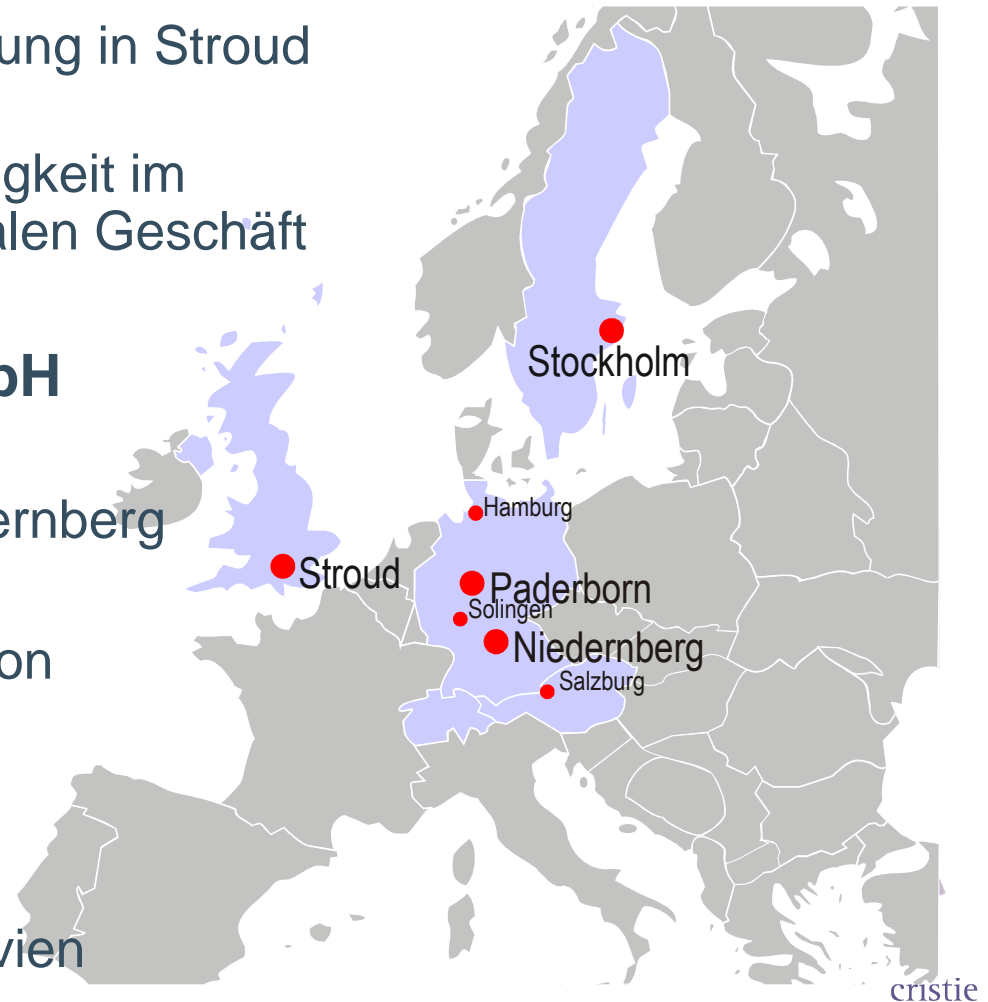 ung in Stroud
gkeit im
alen Geschäft
bH
ernberg
on
vien
Stockholm
Hamburg
Stroud
Paderborn
Solingen
Niedernberg
Salzburg
cristie